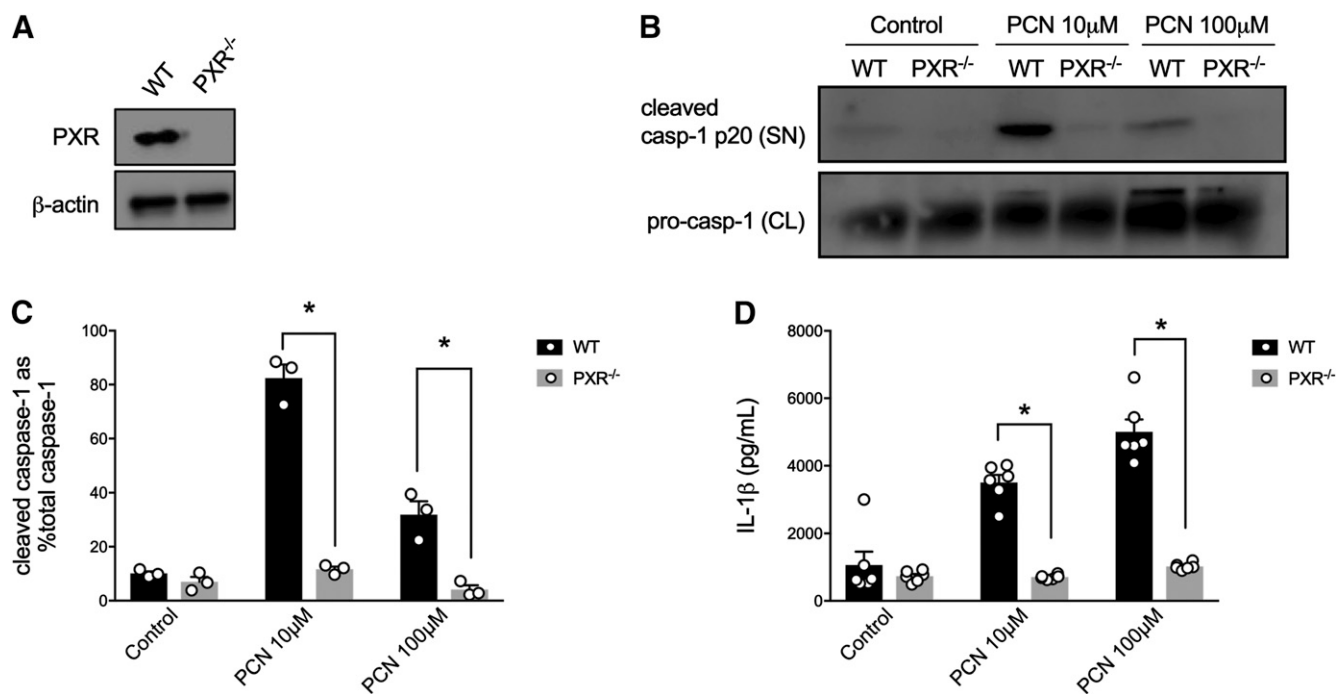 A
WT
PXR-/-
PXR
β-actin
B
Control
PCN 10μM
PCN 100μM
WT
PXR-/-
WT
PXR-/-
WT
PXR-/-
cleaved
casp-1 p20 (SN)
pro-casp-1 (CL)
C
cleaved caspase-1 as
%total caspase-1
100
80
60
40
20
0
*
*
WT
PXR-/-
Control
PCN 10μM
PCN 100μM
D
IL-1β (pg/mL)
8000
6000
4000
2000
0
*
*
WT
PXR-/-
Control
PCN 10μM
PCN 100μM